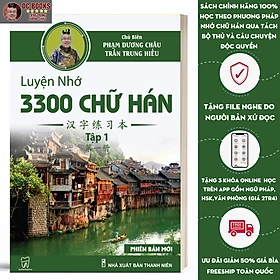 DC BOOKS
Chủ Biên
PHẠM DƯƠNG CHÂU
TRẦN TRUNG HIẾU
Luyện Nhớ
3300 CHỮ HÁN
汉字练习本
Tập 1
PHIÊN BẢN MỚI
NHÀ XUẤT BẢN THANH NIÊN
SÁCH CHÍNH HÃNG 100%
HỌC THEO PHƯƠNG PHÁP
NHỚ CHỮ HÁN QUA TÁCH
BỘ THỦ VÀ CÂU CHUYỆN
ĐỘC QUYỀN
TẶNG FILE NGHE DO
NGƯỜI BẢN XỨ ĐỌC
TẶNG 3 KHÓA ONLINE HỌC
TRÊN APP GỒM NGỮ PHÁP,
HSK,VĂN PHÒNG (GIÁ 2TR4)
ƯU ĐÃI GIẢM 50% GIÁ BÌA
FREESHIP TOÀN QUỐC